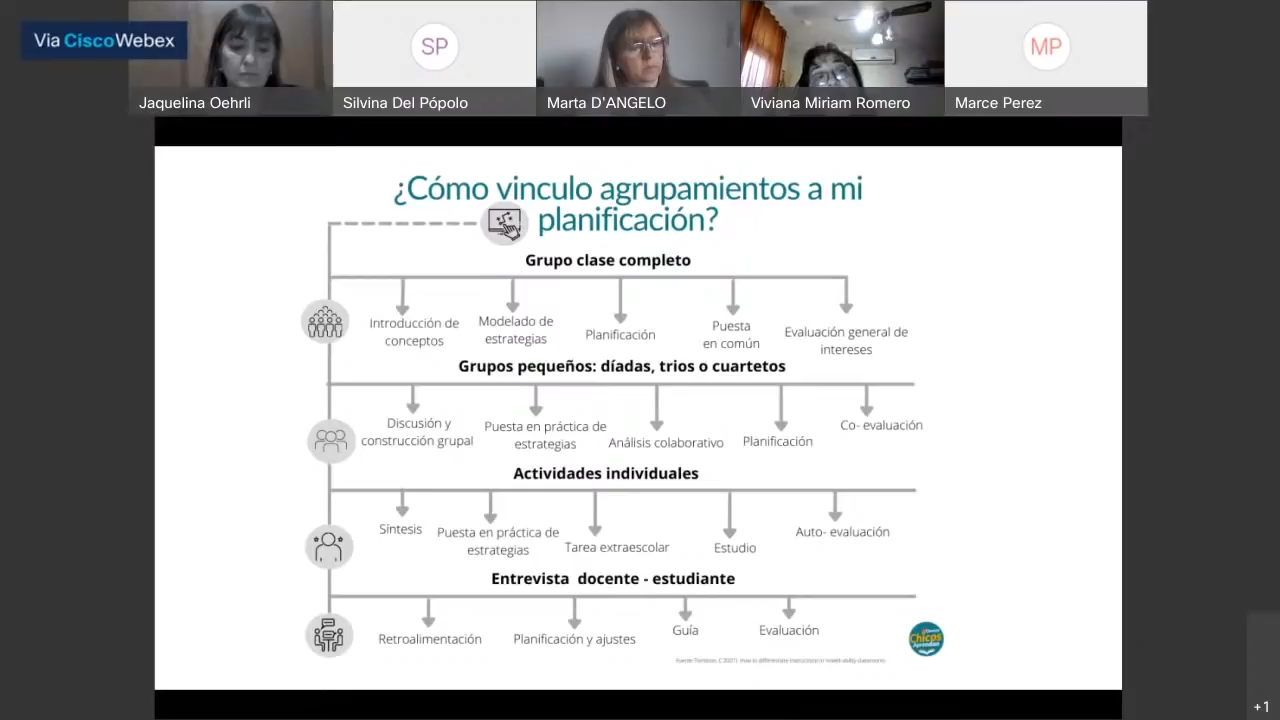 Via CiscoWebex
SP
MP
Jaquelina Oehrli
Silvina Del Pópolo
Marta D'ANGELO
Viviana Miriam Romero
Marce Perez
¿Cómo vinculo agrupamientos a mi
planificación?
Grupo clase completo
Introducción de
conceptos
Modelado de
estrategias
Planificación
Puesta
en común
Evaluación general de
intereses
Grupos pequeños: díadas, trios o cuartetos
Discusión y
construcción grupal
Puesta en práctica de
estrategias
Análisis colaborativo
Planificación
Co- evaluación
Actividades individuales
Síntesis
Puesta en práctica de
estrategias
Tarea extraescolar
Estudio
Auto- evaluación
Entrevista docente - estudiante
Retroalimentación
Planificación y ajustes
Guía
Evaluación
Chicos
Aprendan
+1